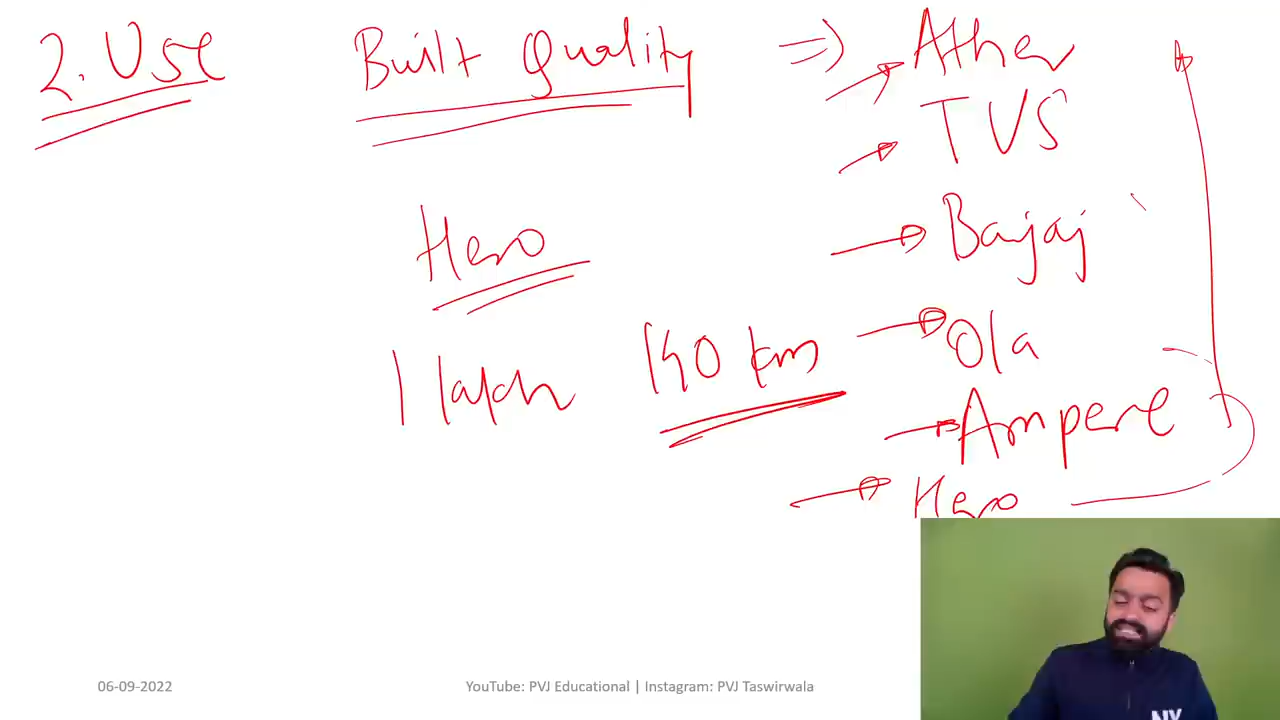 2. Use Built Quality ⇒ Ather
TVS
Bajaj
Hero
Ola
1 lakh 140 km
Ampere
Hero
06-09-2022 YouTube: PVJ Educational | Instagram: PVJ Taswirwala
NY